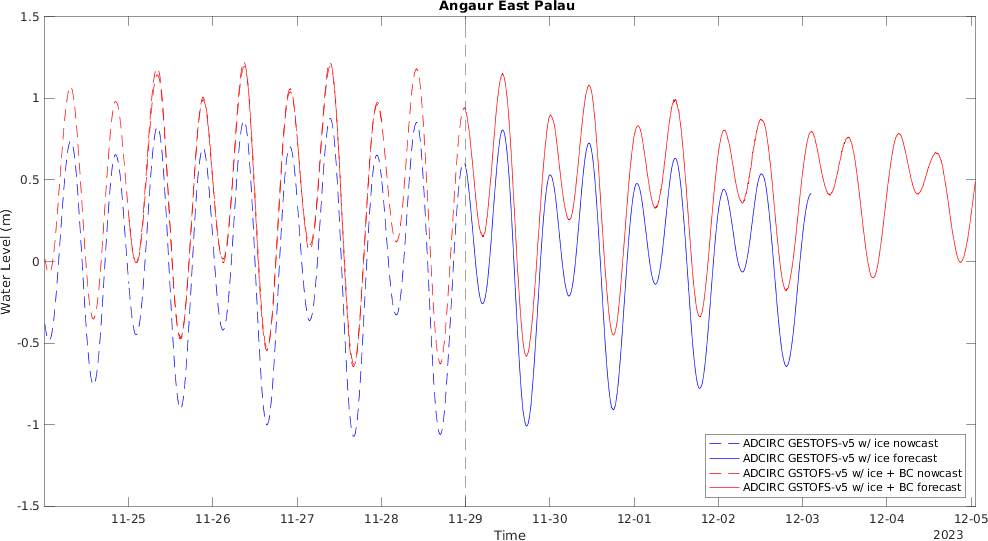 Angaur East Palau
1.5
1
0.5
0
-0.5
-1
-1.5
Water Level (m)
11-25
11-26
11-27
11-28
11-29
11-30
12-01
12-02
12-03
12-04
12-05
Time
2023
ADCIRC GESTOFS-v5 w/ ice nowcast
ADCIRC GESTOFS-v5 w/ ice forecast
ADCIRC GSTOFS-v5 w/ ice + BC nowcast
ADCIRC GSTOFS-v5 w/ ice + BC forecast